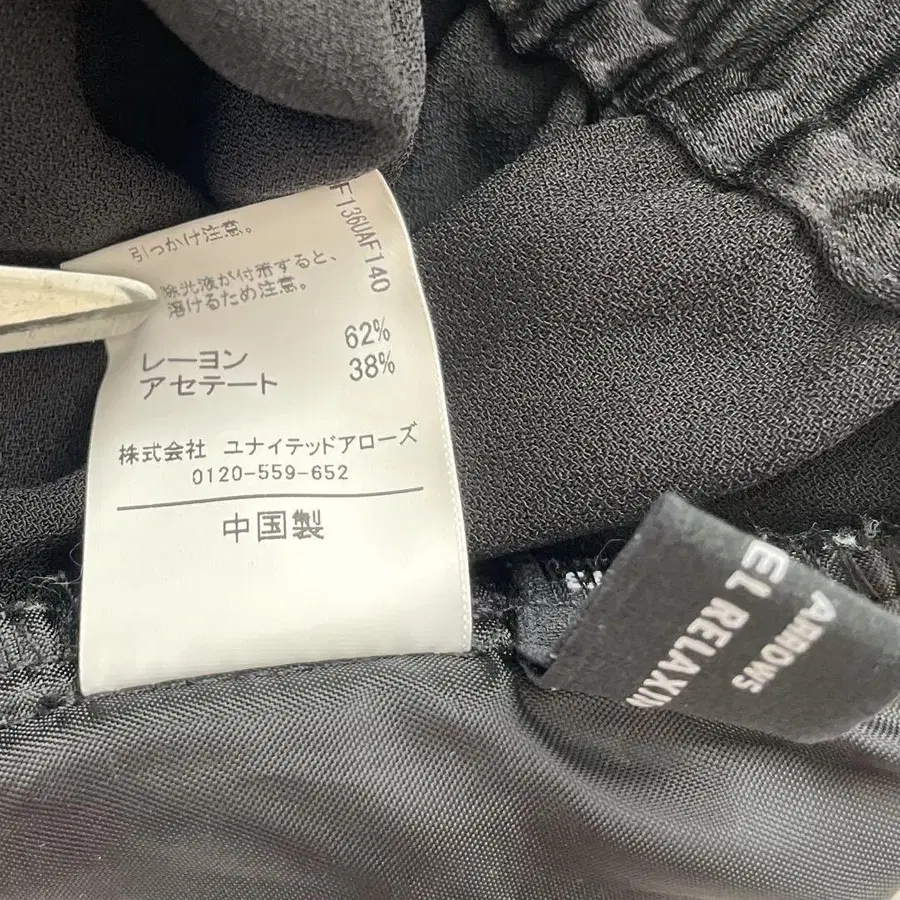 引っかけ注意。
除光液が付着すると、
溶けるため注意。
F136UAF140
レーヨン 62%
アセテート 38%
株式会社 ユナイテッドアローズ
0120-559-652
中国製
ARROWS
EL RELAXIN